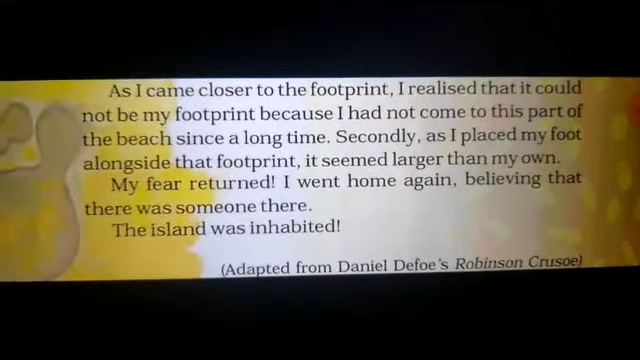 As I came closer to the footprint, I realised that it could
not be my footprint because I had not come to this part of
the beach since a long time. Secondly, as I placed my foot
alongside that footprint, it seemed larger than my own.
My fear returned! I went home again, believing that
there was someone there.
The island was inhabited!
(Adapted from Daniel Defoe's Robinson Crusoe)